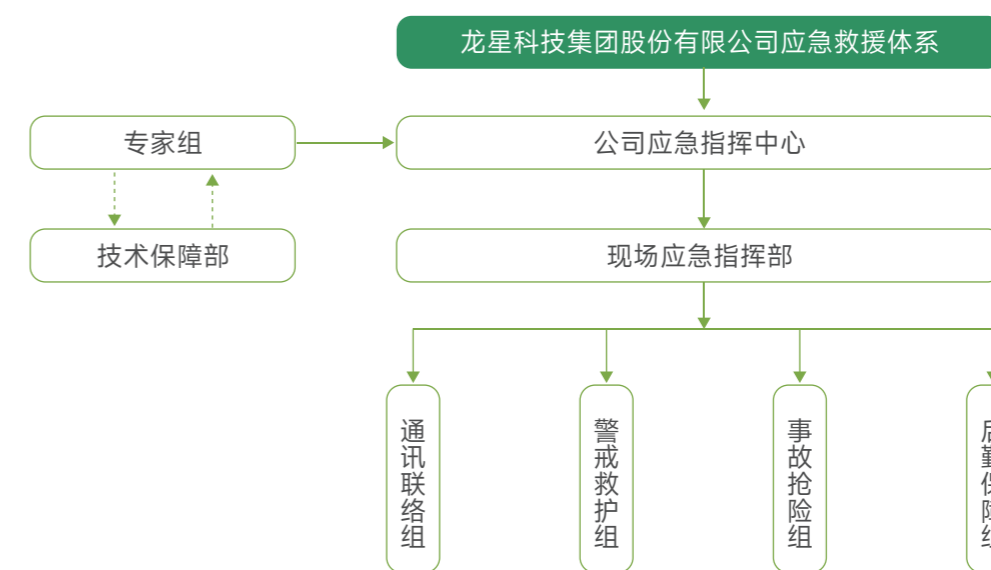 龙星科技集团股份有限公司应急救援体系
专家组
公司应急指挥中心
技术保障部
现场应急指挥部
通讯联络组
警戒救护组
事故抢险组